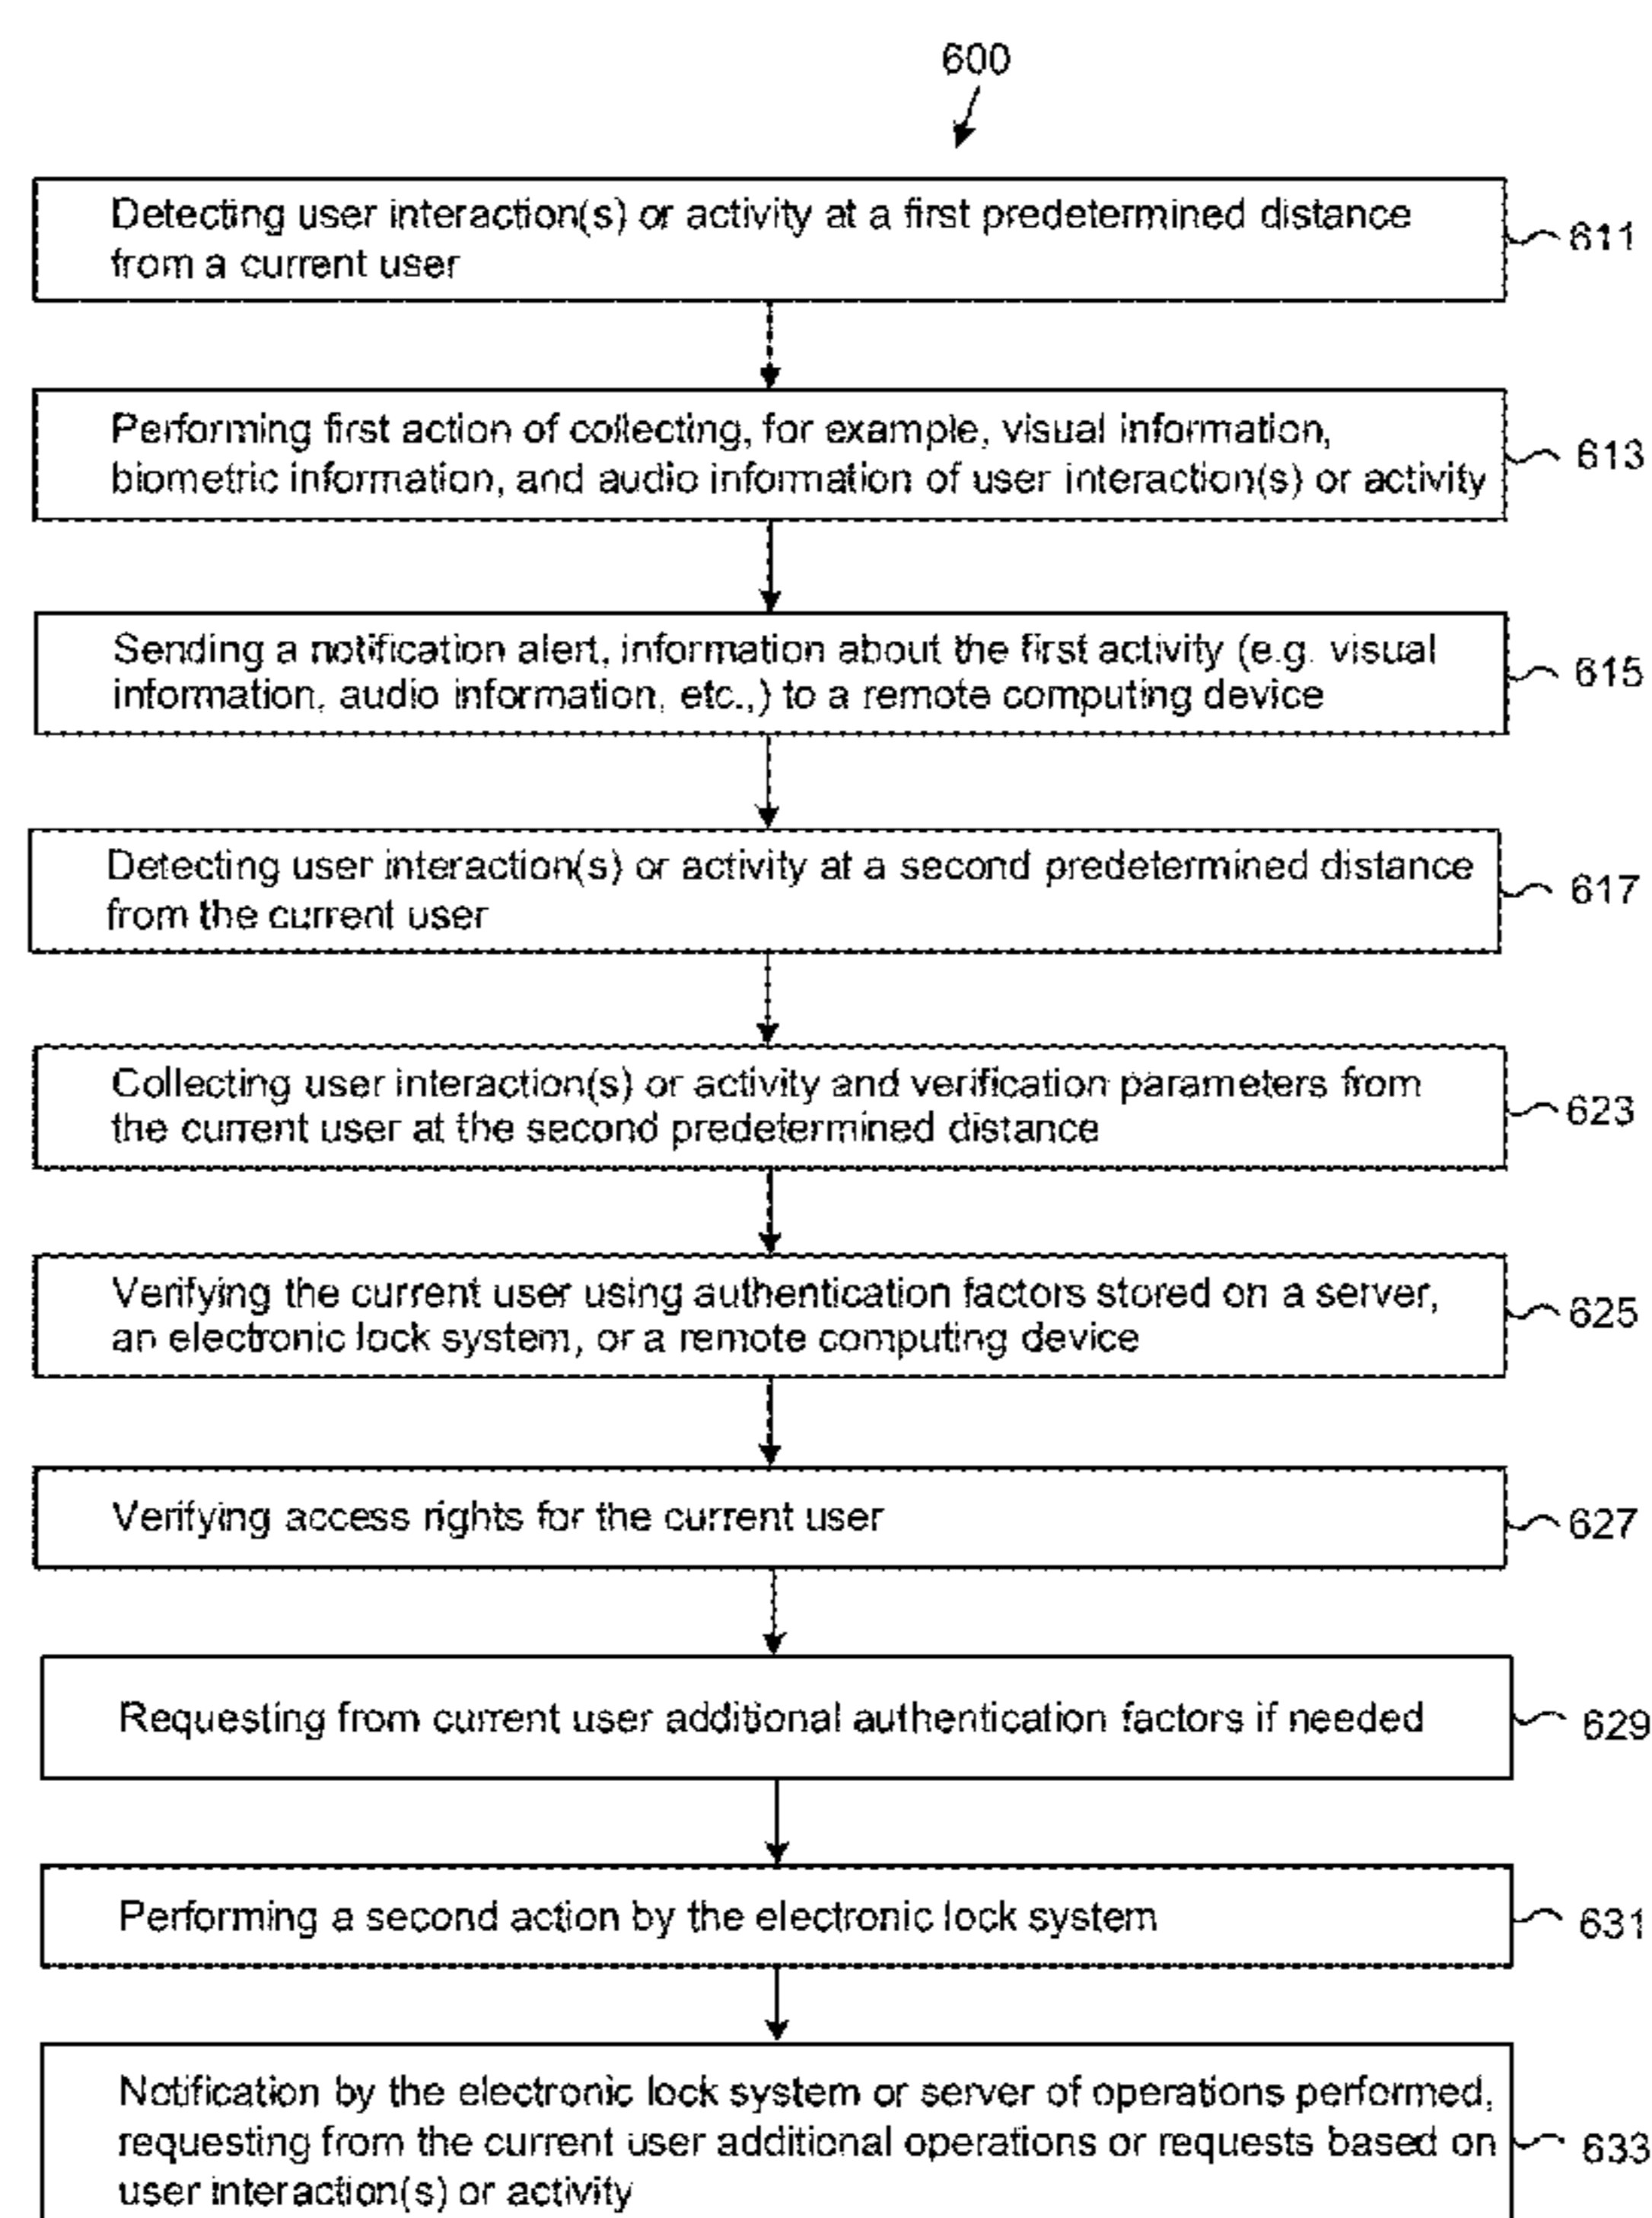 600
Detecting user interaction(s) or activity at a first predetermined distance
from a current user
611
Performing first action of collecting, for example, visual information,
biometric information, and audio information of user interaction(s) or activity
613
Sending a notification alert, information about the first activity (e.g. visual
information, audio information, etc.,) to a remote computing device
615
Detecting user interaction(s) or activity at a second predetermined distance
from the current user
617
Collecting user interaction(s) or activity and verification parameters from
the current user at the second predetermined distance
623
Verifying the current user using authentication factors stored on a server,
an electronic lock system, or a remote computing device
625
Verifying access rights for the current user
627
Requesting from current user additional authentication factors if needed
629
Performing a second action by the electronic lock system
631
Notification by the electronic lock system or server of operations performed,
requesting from the current user additional operations or requests based on
user interaction(s) or activity
633